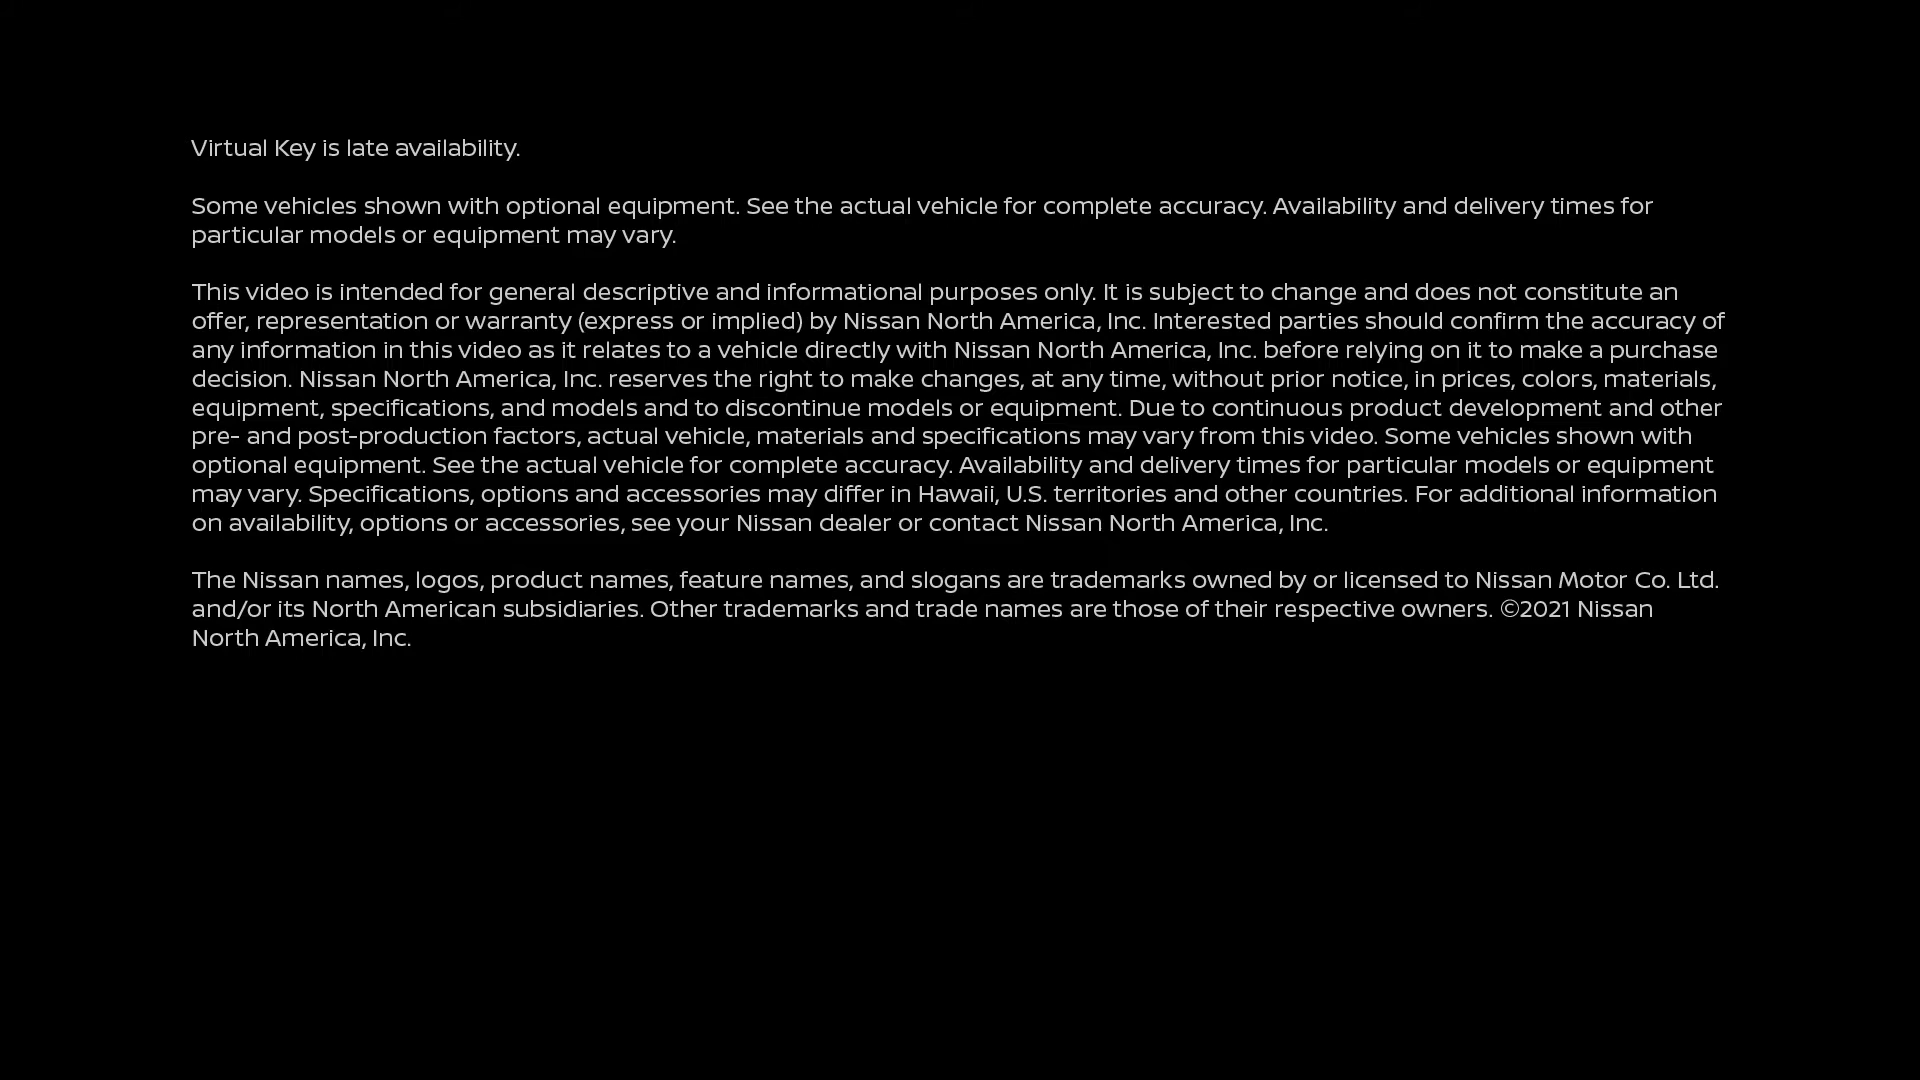 Virtual Key is late availability.
Some vehicles shown with optional equipment. See the actual vehicle for complete accuracy. Availability and delivery times for
particular models or equipment may vary.
This video is intended for general descriptive and informational purposes only. It is subject to change and does not constitute an
offer, representation or warranty (express or implied) by Nissan North America, Inc. Interested parties should confirm the accuracy of
any information in this video as it relates to a vehicle directly with Nissan North America, Inc. before relying on it to make a purchase
decision. Nissan North America, Inc. reserves the right to make changes, at any time, without prior notice, in prices, colors, materials,
equipment, specifications, and models and to discontinue models or equipment. Due to continuous product development and other
pre- and post-production factors, actual vehicle, materials and specifications may vary from this video. Some vehicles shown with
optional equipment. See the actual vehicle for complete accuracy. Availability and delivery times for particular models or equipment
may vary. Specifications, options and accessories may differ in Hawaii, U.S. territories and other countries. For additional information
on availability, options or accessories, see your Nissan dealer or contact Nissan North America, Inc.
The Nissan names, logos, product names, feature names, and slogans are trademarks owned by or licensed to Nissan Motor Co. Ltd.
and/or its North American subsidiaries. Other trademarks and trade names are those of their respective owners. ©2021 Nissan
North America, Inc.